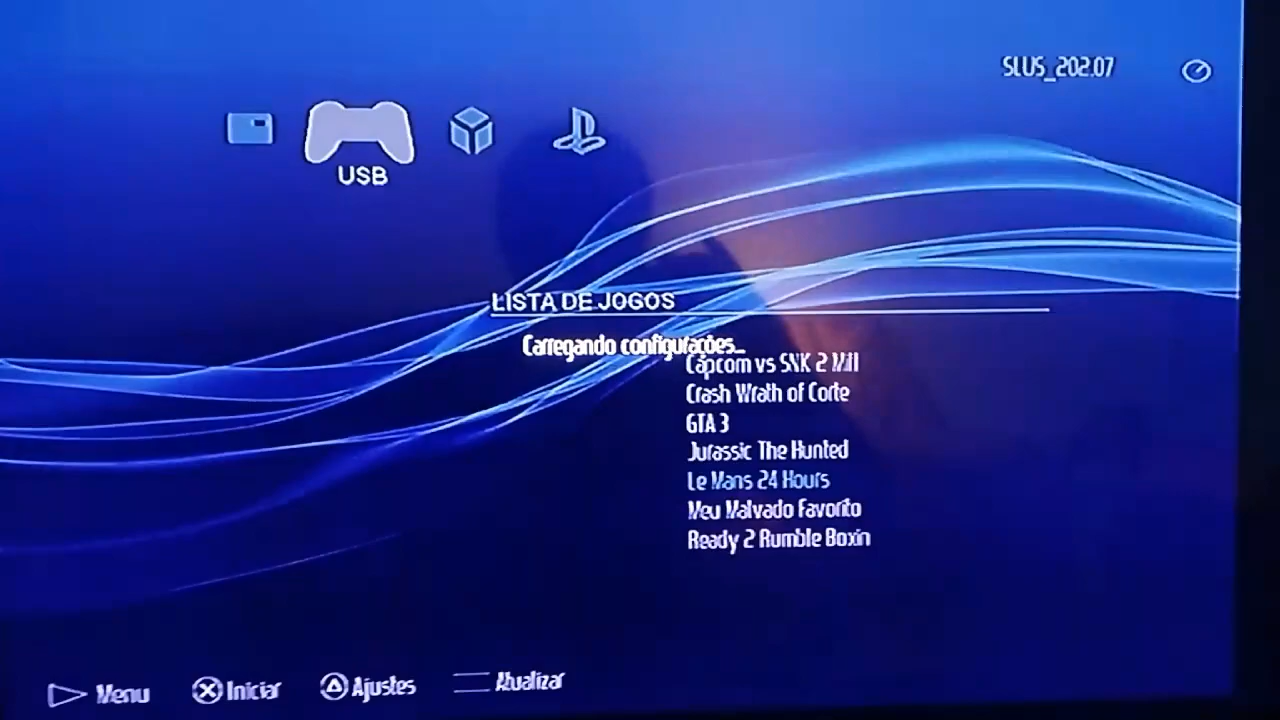 SLUS_202.07
USB
LISTA DE JOGOS
Carregando configurações...
Capcom vs SNK 2 Mill
Crash Wrath of Corte
GTA 3
Jurassic The Hunted
Le Mans 24 Hours
Meu Malvado Favorito
Ready 2 Rumble Boxin
Menu
Iniciar
Ajustes
Atualizar